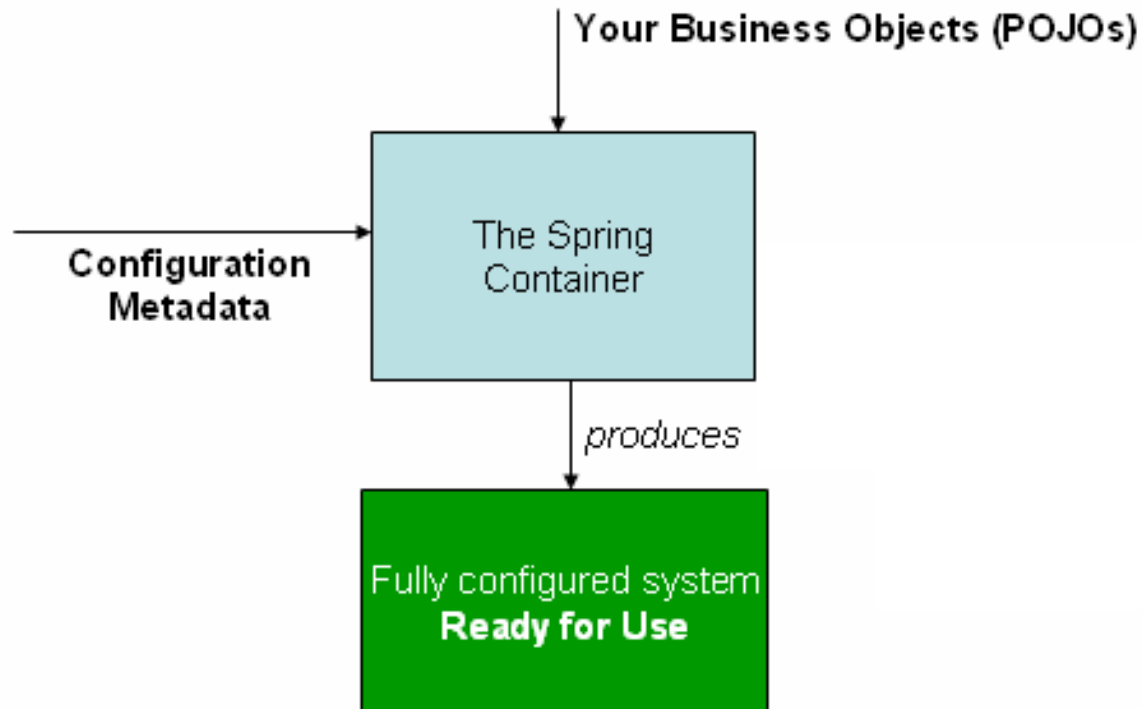 Your Business Objects (POJOs)
The Spring
Container
Configuration
Metadata
produces
Fully configured system
Ready for Use